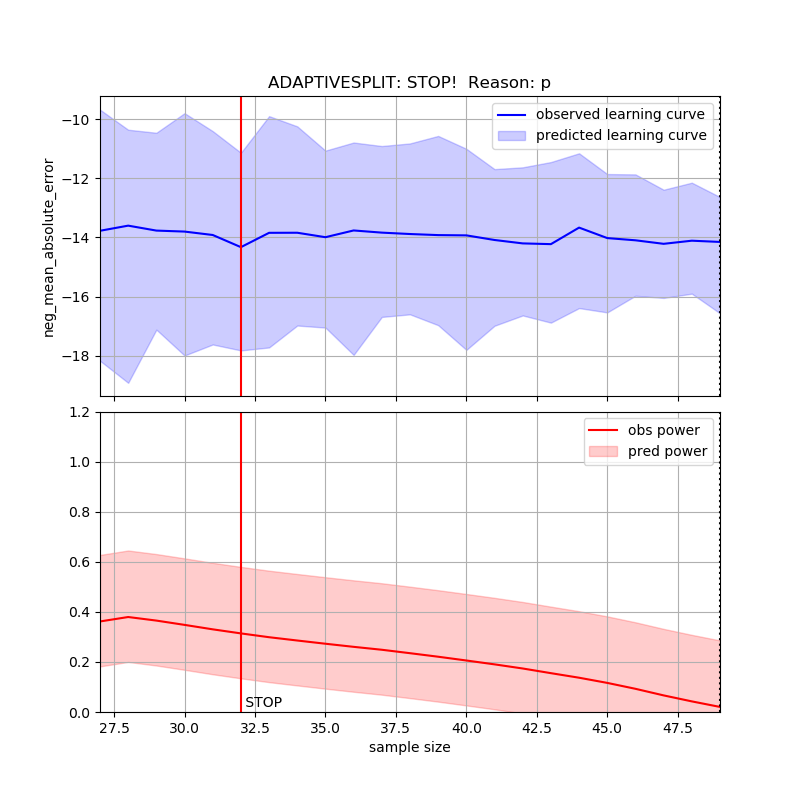 ADAPTIVESPLIT: STOP!  Reason: p
observed learning curve
predicted learning curve
neg_mean_absolute_error
−10
−12
−14
−16
−18
obs power
pred power
1.2
1.0
0.8
0.6
0.4
0.2
0.0
STOP
27.5 30.0 32.5 35.0 37.5 40.0 42.5 45.0 47.5
sample size